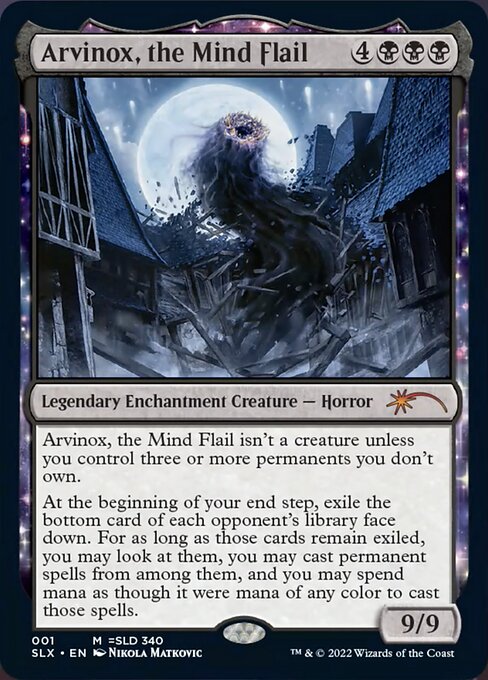 Arvinox, the Mind Flail 4
Legendary Enchantment Creature — Horror
Arvinox, the Mind Flail isn't a creature unless
you control three or more permanents you don't
own.
At the beginning of your end step, exile the
bottom card of each opponent's library face
down. For as long as those cards remain exiled,
you may look at them, you may cast permanent
spells from among them, and you may spend
mana as though it were mana of any color to cast
those spells.
9/9
001 M =SLD 340
SLX • EN Nikola Matkovic ™ & © 2022 Wizards of the Coast